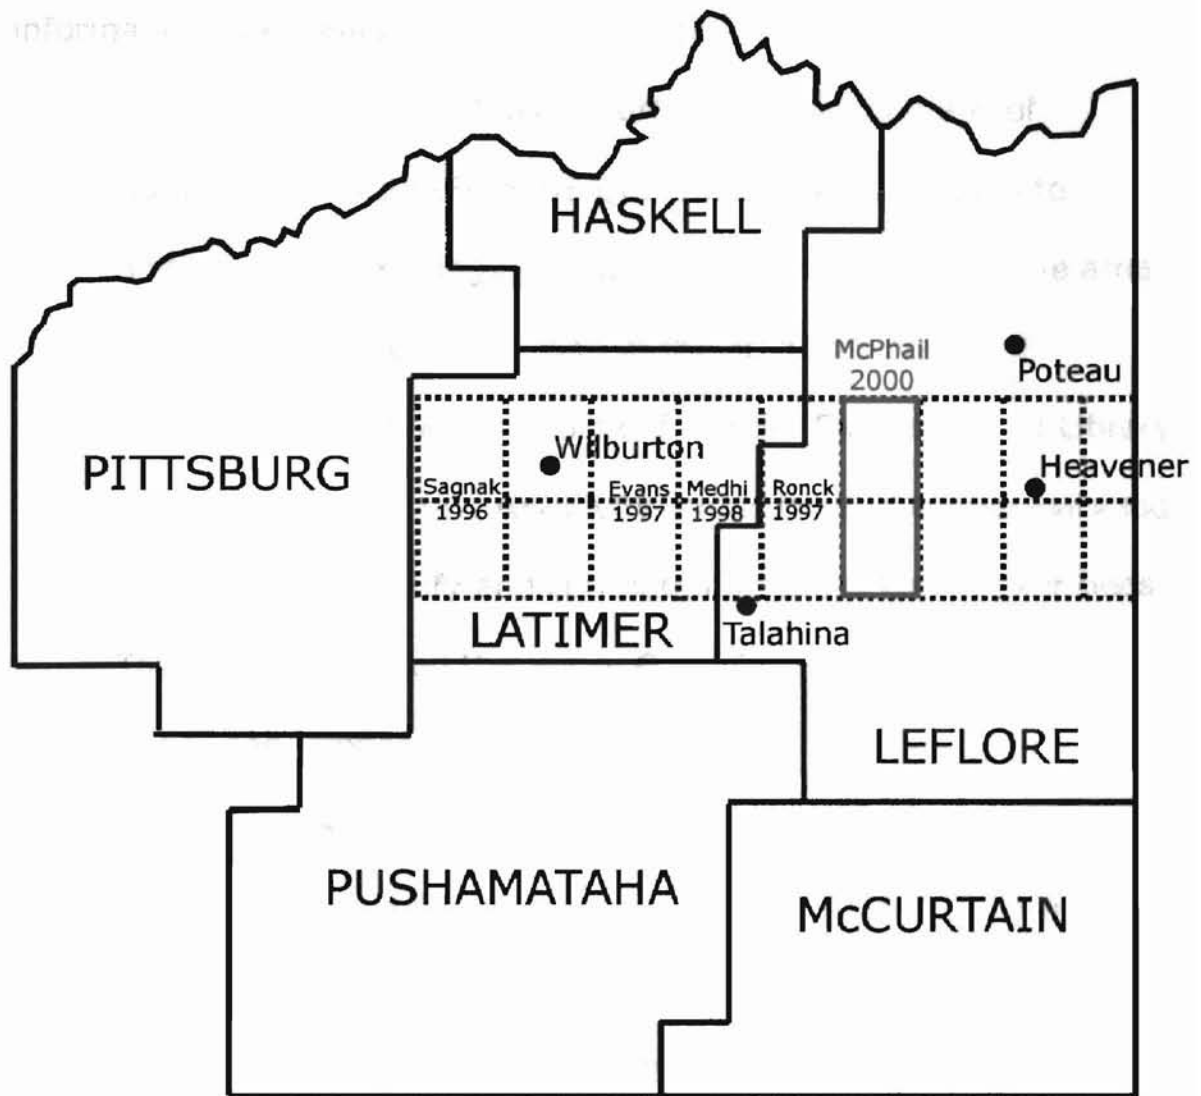 HASKELL
McPhail
2000
Poteau
PITTSBURG
Wilburton
Heavener
Sagnak
1996
Evans
1997
Medhi
1998
Ronck
1997
LATIMER
Talahina
LEFLORE
PUSHAMATAHA
McCURTAIN